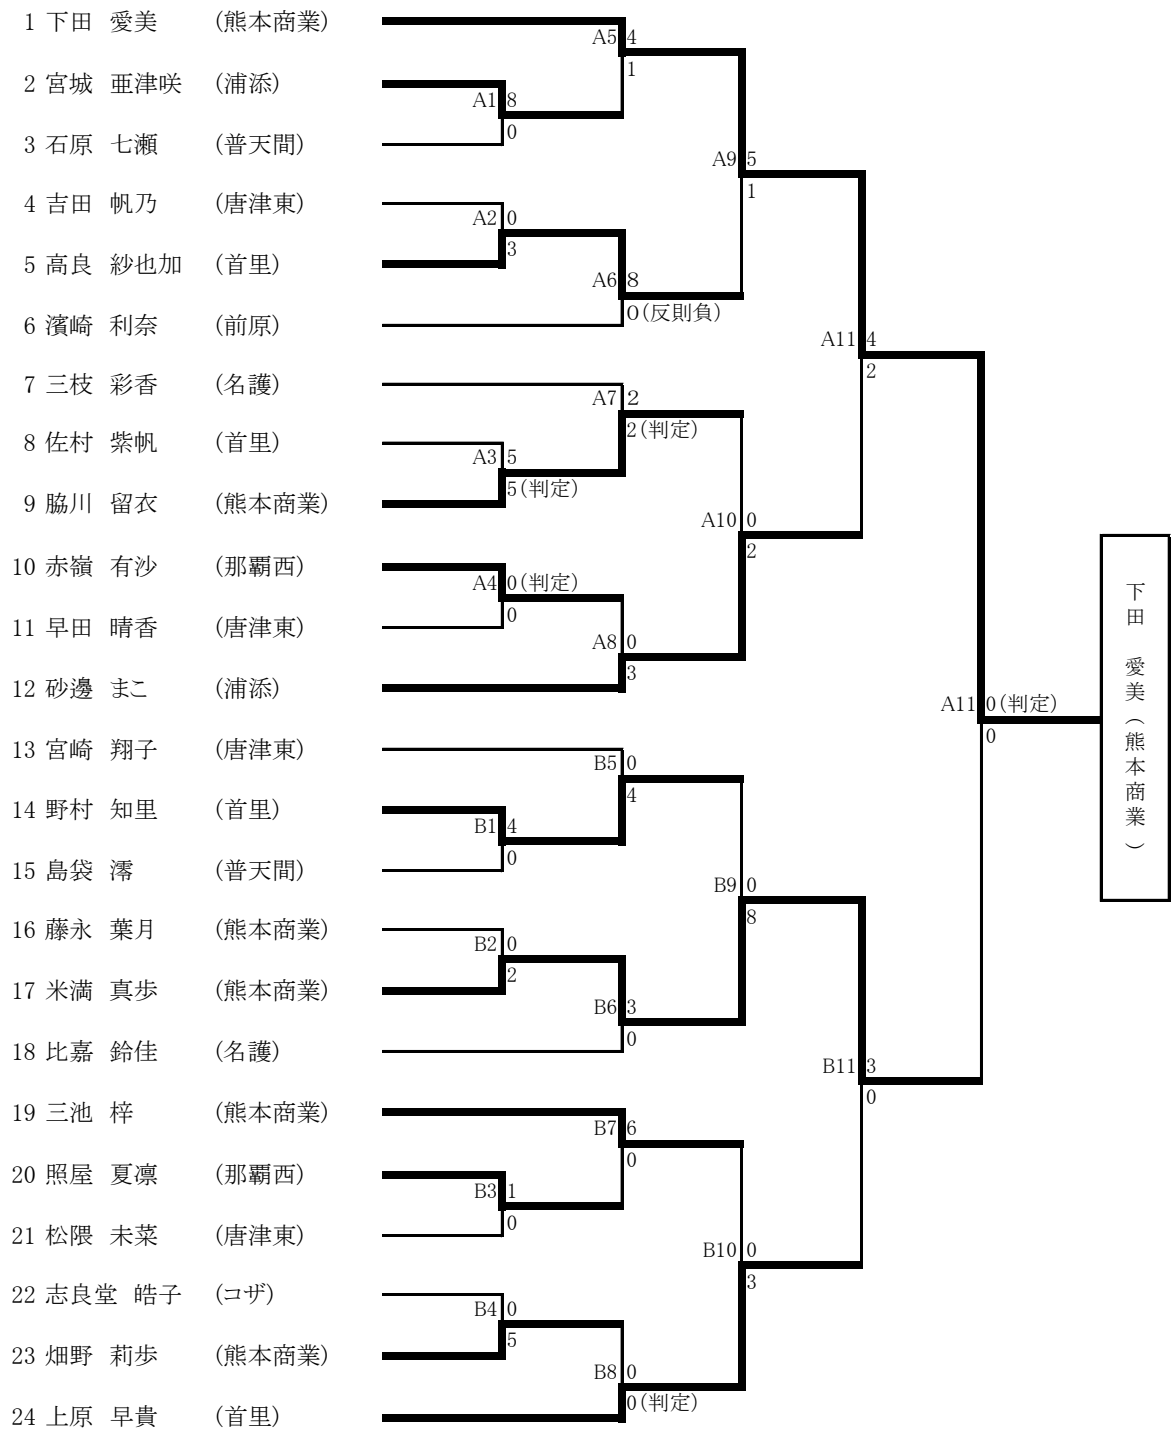 1 下田 愛美 (熊本商業)
A5 4
1
2 宮城 亜津咲 (浦添)
A1 8
0
3 石原 七瀬 (普天間)
A9 5
1
4 吉田 帆乃 (唐津東)
A2 0
3
5 高良 紗也加 (首里)
A6 8
0(反則負)
6 濱崎 利奈 (前原)
A11 4
2
7 三枝 彩香 (名護)
A7 2
2(判定)
8 佐村 紫帆 (首里)
A3 5
5(判定)
9 脇川 留衣 (熊本商業)
A10 0
2
10 赤嶺 有沙 (那覇西)
A4 0(判定)
0
11 早田 晴香 (唐津東)
A8 0
3
12 砂邊 まこ (浦添)
A11 0(判定)
0
下田 愛美(熊本商業)
13 宮崎 翔子 (唐津東)
B5 0
4
14 野村 知里 (首里)
B1 4
0
15 島袋 澪 (普天間)
B9 0
8
16 藤永 葉月 (熊本商業)
B2 0
2
17 米満 真歩 (熊本商業)
B6 3
0
18 比嘉 鈴佳 (名護)
B11 3
0
19 三池 梓 (熊本商業)
B7 6
0
20 照屋 夏凛 (那覇西)
B3 1
0
21 松隈 未菜 (唐津東)
B10 0
3
22 志良堂 皓子 (コザ)
B4 0
5
23 畑野 莉歩 (熊本商業)
B8 0
0(判定)
24 上原 早貴 (首里)